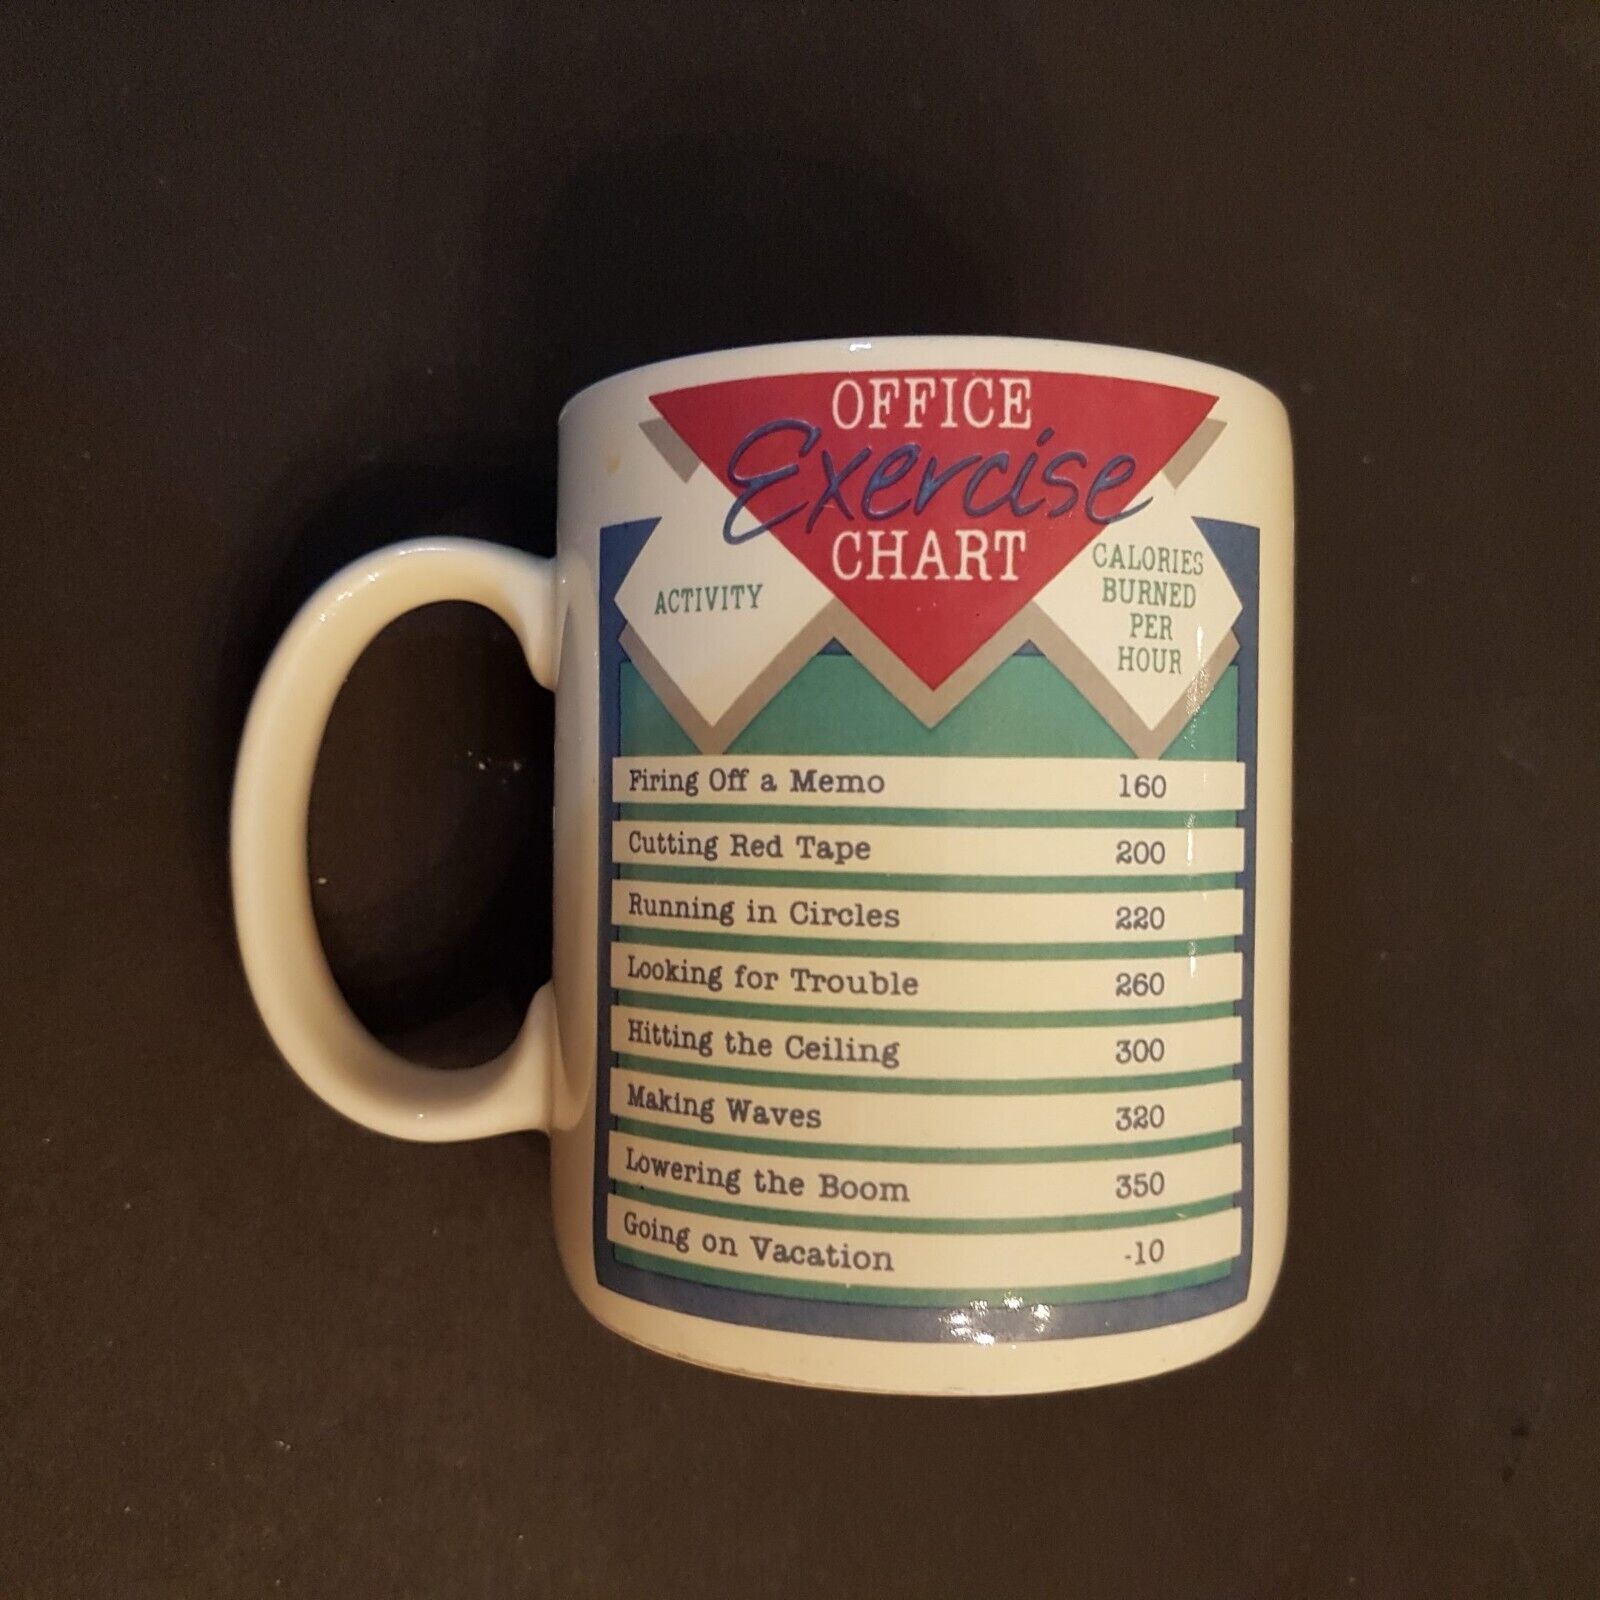 OFFICE
Exercise
CHART
ACTIVITY
CALORIES
BURNED
PER
HOUR
Firing Off a Memo 160
Cutting Red Tape 200
Running in Circles 220
Looking for Trouble 260
Hitting the Ceiling 300
Making Waves 320
Lowering the Boom 350
Going on Vacation -10